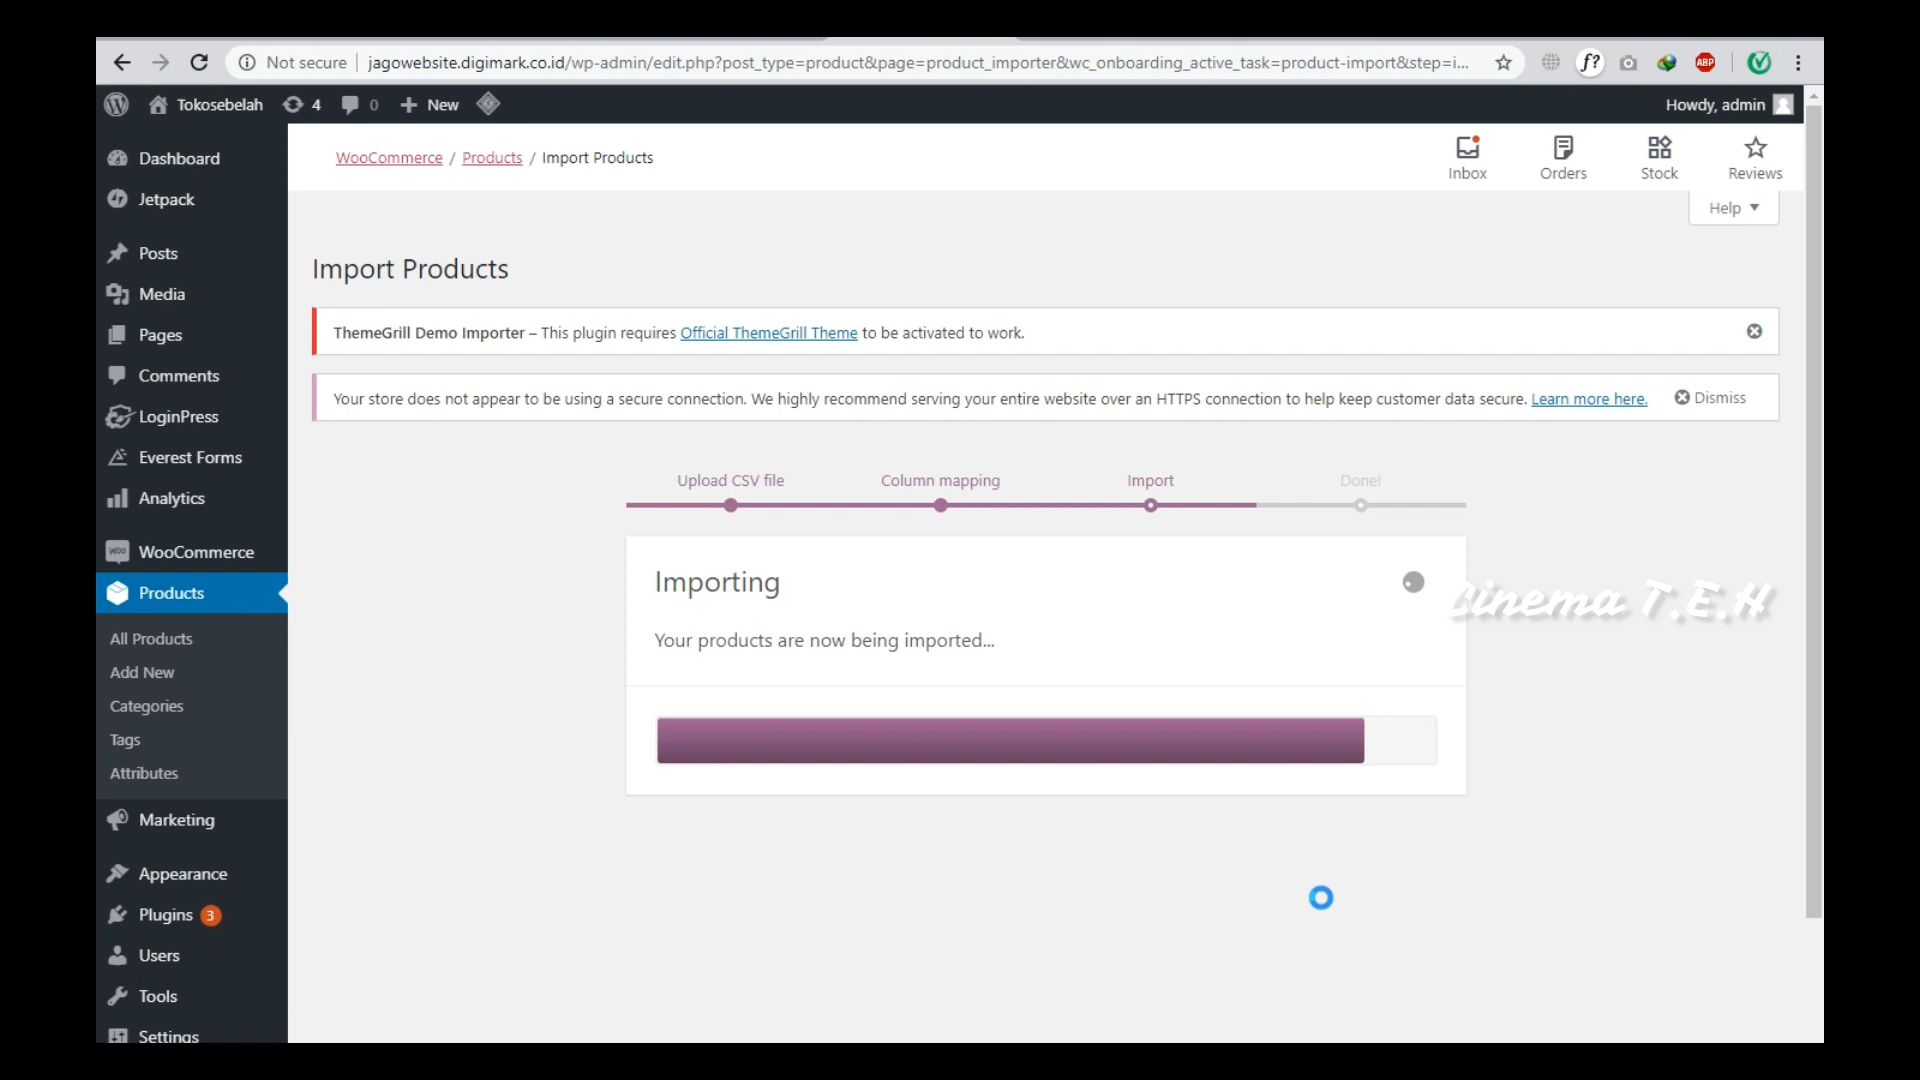 Not secure | jagowebsite.digimark.co.id/wp-admin/edit.php?post_type=product&page=product_importer&wc_onboarding_active_task=product-import&step=i...
f?
ABP
Tokosebelah 4 0 New
Howdy, admin
WooCommerce / Products / Import Products
Inbox
Orders
Stock
Reviews
Help
Dashboard
Jetpack
Posts
Media
Pages
Comments
LoginPress
Everest Forms
Analytics
WooCommerce
Products
All Products
Add New
Categories
Tags
Attributes
Marketing
Appearance
Plugins 3
Users
Tools
Settings
Import Products
ThemeGrill Demo Importer – This plugin requires Official ThemeGrill Theme to be activated to work.
Your store does not appear to be using a secure connection. We highly recommend serving your entire website over an HTTPS connection to help keep customer data secure. Learn more here.
Dismiss
Upload CSV file
Column mapping
Import
Done!
Importing
Your products are now being imported...
Cinema T.E.H